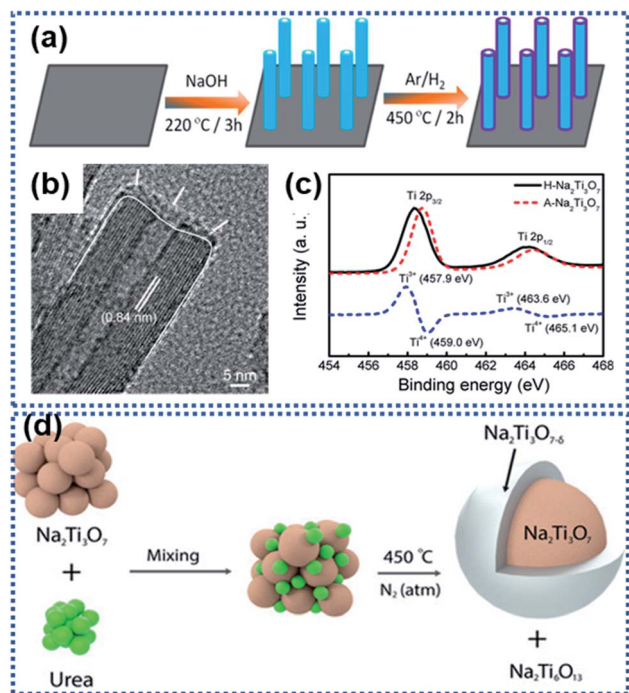 (a)
NaOH
220 °C / 3h
Ar/H₂
450 °C / 2h
(b)
(0.84 nm)
5 nm
(c)
Intensity (a. u.)
H-Na₂Ti₃O₇
A-Na₂Ti₃O₇
Ti 2p₃/₂
Ti 2p₁/₂
Ti³⁺ (457.9 eV)
Ti³⁺ (463.6 eV)
Ti⁴⁺ (459.0 eV)
Ti⁴⁺ (465.1 eV)
454 456 458 460 462 464 466 468
Binding energy (eV)
(d)
Na₂Ti₃O₇
+
Urea
Mixing
450 °C
N₂ (atm)
Na₂Ti₃O₇₋δ
Na₂Ti₃O₇
+
Na₂Ti₆O₁₃